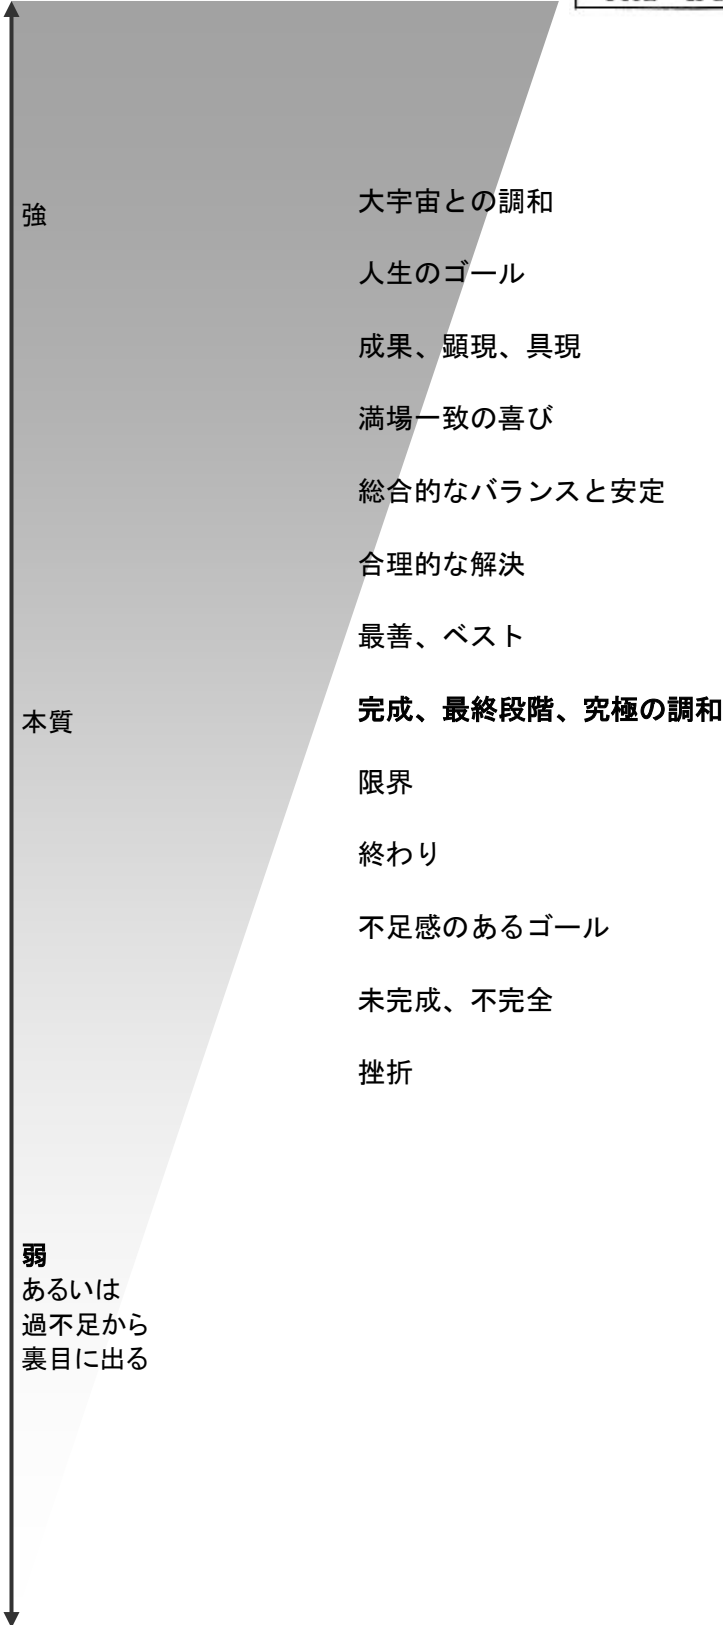 強
大宇宙との調和
人生のゴール
成果、顕現、具現
満場一致の喜び
総合的なバランスと安定
合理的な解決
最善、ベスト
本質
完成、最終段階、究極の調和
限界
終わり
不足感のあるゴール
未完成、不完全
挫折
弱
あるいは
過不足から
裏目に出る